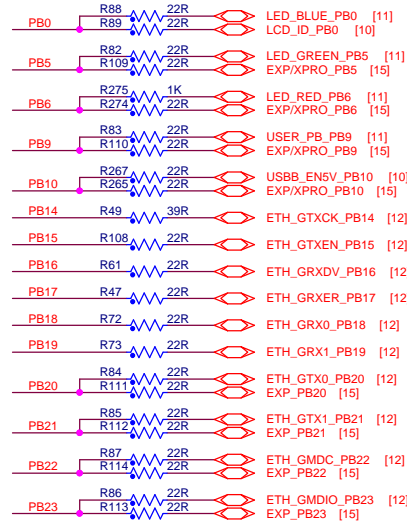 R88 22R LED_BLUE_PB0 [11]
PB0 R89 22R LCD_ID_PB0 [10]
R82 22R LED_GREEN_PB5 [11]
PB5 R109 22R EXP/XPRO_PB5 [15]
R275 1K LED_RED_PB6 [11]
PB6 R274 22R EXP/XPRO_PB6 [15]
R83 22R USER_PB_PB9 [11]
PB9 R110 22R EXP/XPRO_PB9 [15]
R267 22R USBB_EN5V_PB10 [10
PB10 R265 22R EXP/XPRO_PB10 [15]
PB14 R49 39R ETH_GTXCK_PB14 [12]
PB15 R108 22R ETH_GTXEN_PB15 [12]
PB16 R61 22R ETH_GRXDV_PB16 [12
PB17 R47 22R ETH_GRXER_PB17 [12
PB18 R72 22R ETH_GRX0_PB18 [12]
PB19 R73 22R ETH_GRX1_PB19 [12]
R84 22R ETH_GTX0_PB20 [12]
PB20 R111 22R EXP_PB20 [15]
R85 22R ETH_GTX1_PB21 [12]
PB21 R112 22R EXP_PB21 [15]
R87 22R ETH_GMDC_PB22 [12]
PB22 R114 22R EXP_PB22 [15]
R86 22R ETH_GMDIO_PB23 [12]
PB23 R113 22R EXP_PB23 [15]